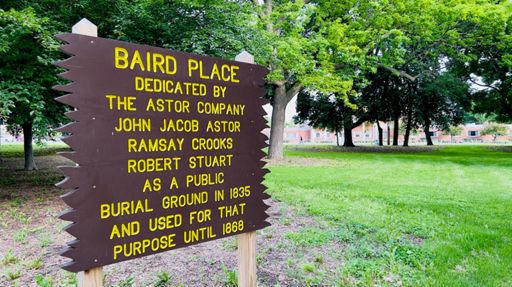 BAIRD PLACE
DEDICATED BY
THE ASTOR COMPANY
JOHN JACOB ASTOR
RAMSAY CROOKS
ROBERT STUART
AS A PUBLIC
BURIAL GROUND IN 1835
AND USED FOR THAT
PURPOSE UNTIL 1868